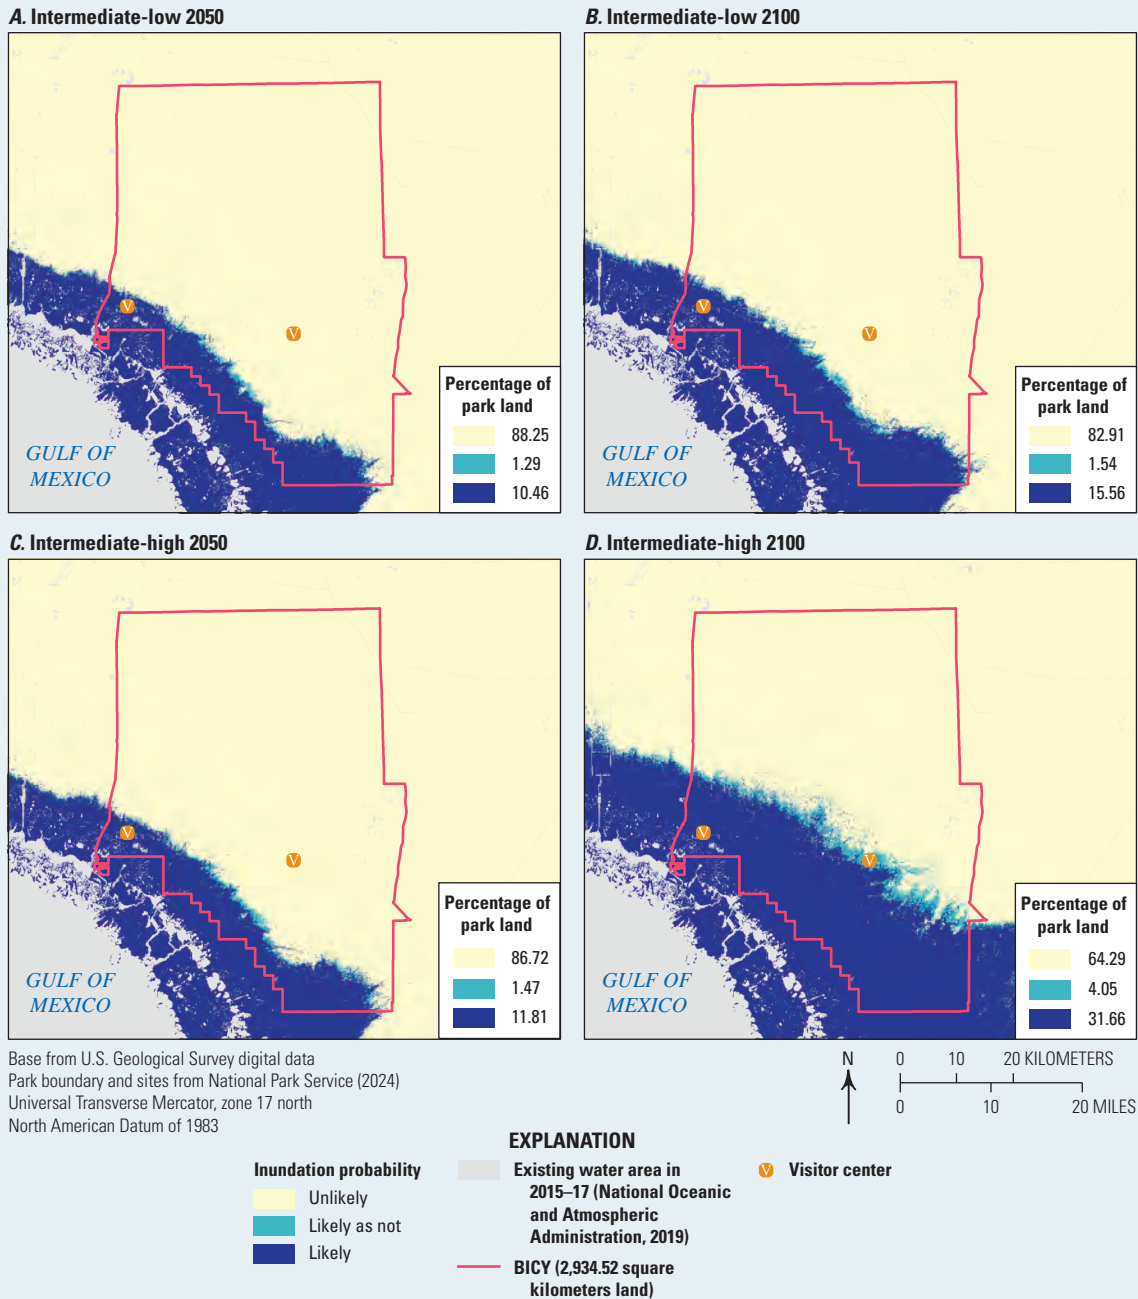 A. Intermediate-low 2050
V
V
GULF OF
MEXICO
Percentage of
park land
88.25
1.29
10.46
B. Intermediate-low 2100
V
V
GULF OF
MEXICO
Percentage of
park land
82.91
1.54
15.56
C. Intermediate-high 2050
V
V
GULF OF
MEXICO
Percentage of
park land
86.72
1.47
11.81
D. Intermediate-high 2100
V
V
GULF OF
MEXICO
Percentage of
park land
64.29
4.05
31.66
Base from U.S. Geological Survey digital data
Park boundary and sites from National Park Service (2024)
Universal Transverse Mercator, zone 17 north
North American Datum of 1983
N
0 10 20 KILOMETERS
0 10 20 MILES
EXPLANATION
Inundation probability
Unlikely
Likely as not
Likely
Existing water area in
2015–17 (National Oceanic
and Atmospheric
Administration, 2019)
BICY (2,934.52 square
kilometers land)
V Visitor center